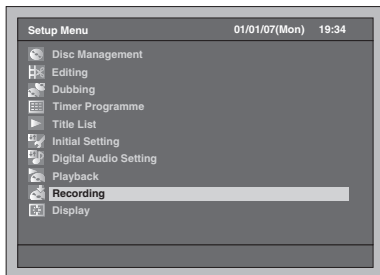 Setup Menu 01/01/07(Mon) 19:34
Disc Management
Editing
Dubbing
Timer Programme
Title List
Initial Setting
Digital Audio Setting
Playback
Recording
Display